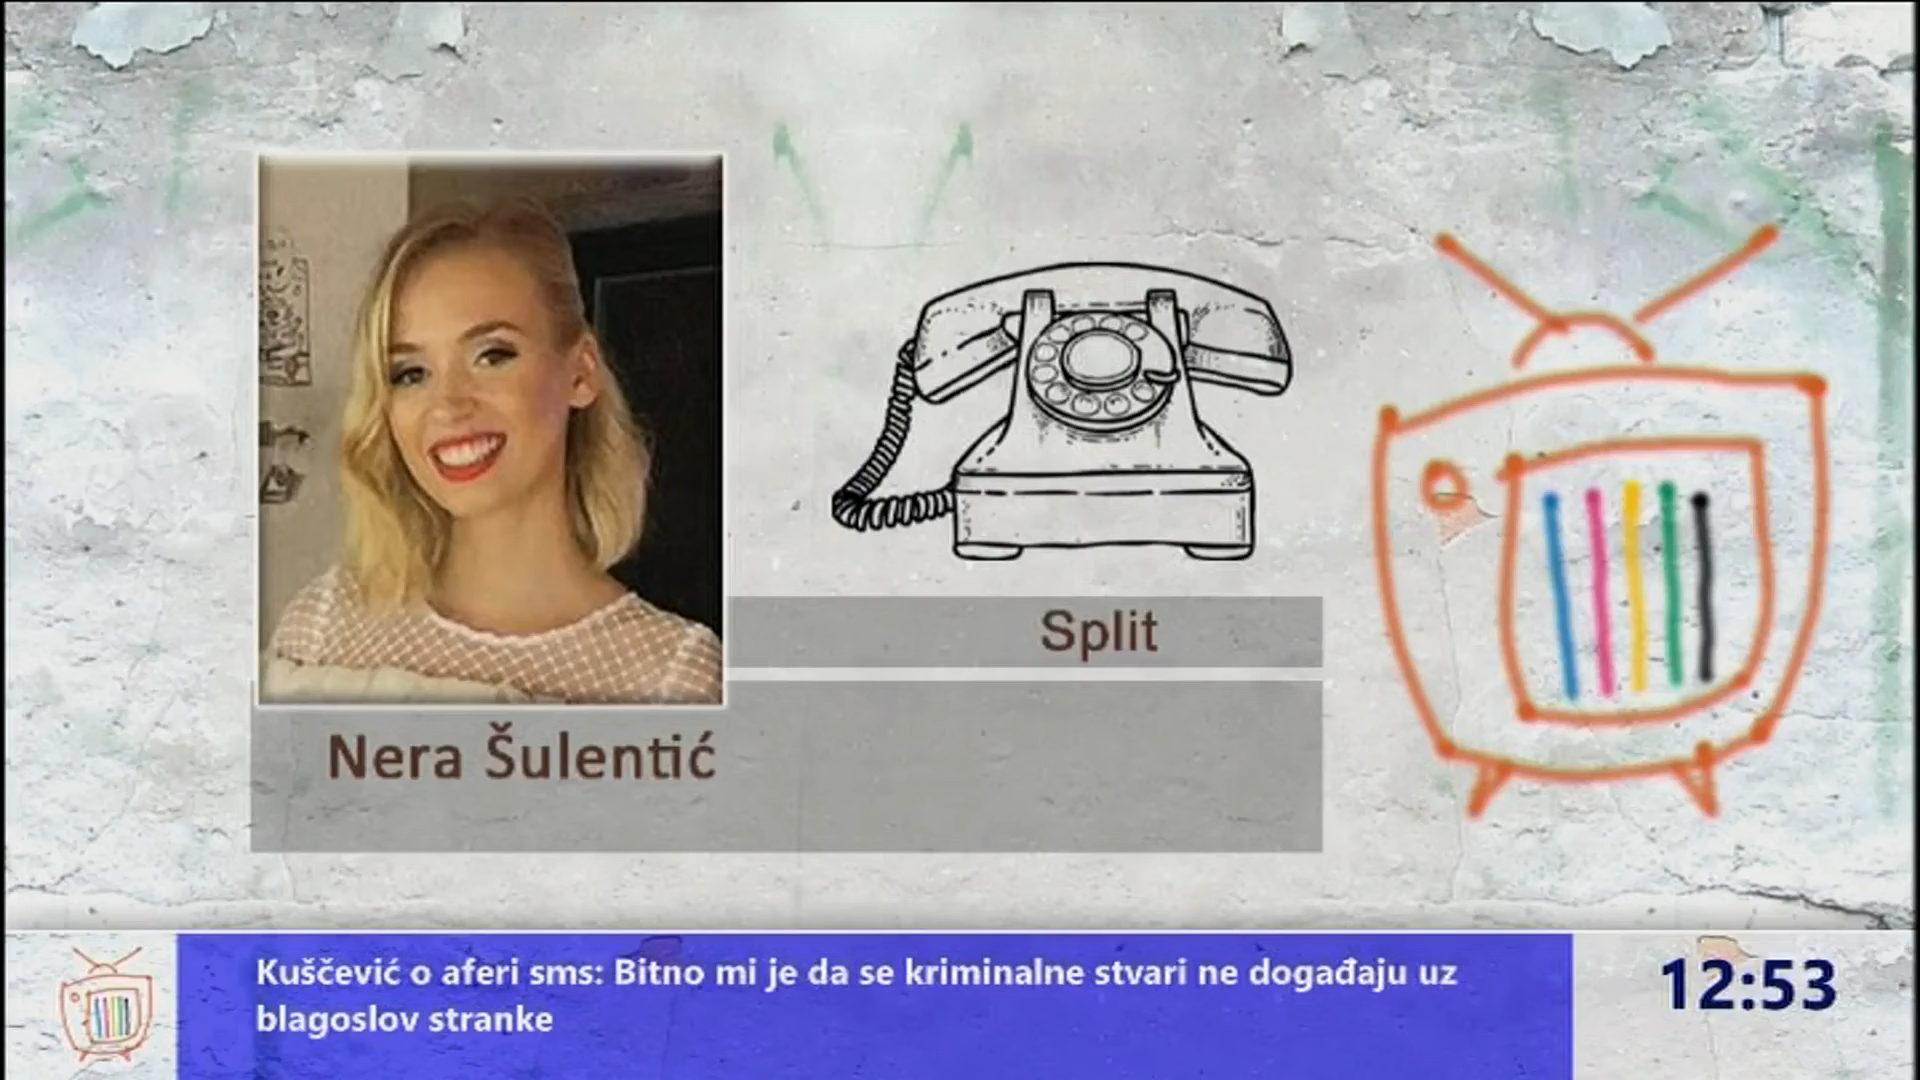 Split
Nera Šulentić
Kuščević o aferi sms: Bitno mi je da se kriminalne stvari ne događaju uz
blagoslov stranke
12:53